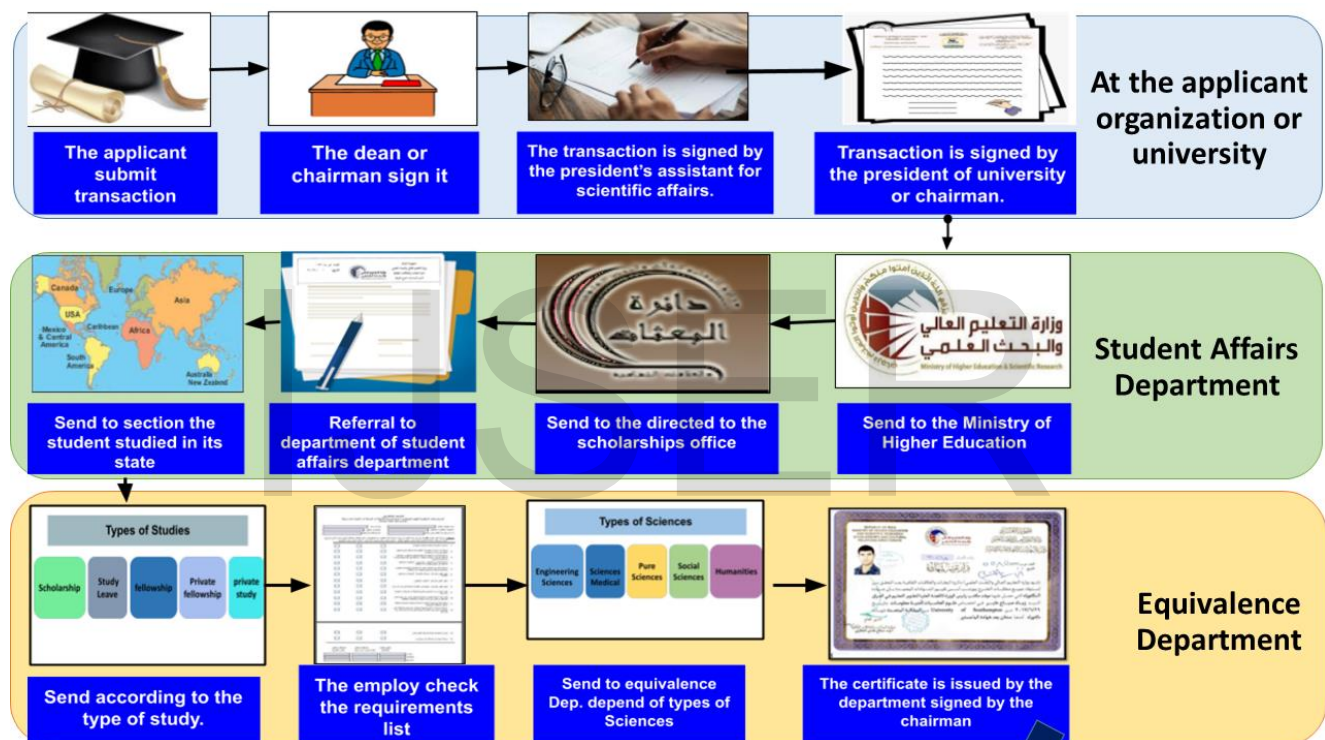 At the applicant
organization or
university
The applicant
submit
transaction
The dean or
chairman sign it
The transaction is signed by
the president's assistant for
scientific affairs.
Transaction is signed by
the president of university
or chairman.
Canada
Europe
Asia
USA
Mexico
& Central
America
Caribbean
Africa
South
America
Australia
New Zealand
دائرة
البعثات
وزارة التعليم العالي
والبحث العلمي
Ministry of Higher Education & Scientific Research
Student Affairs
Department
IJSER
Send to section the
student studied in its
state
Referral to
department of student
affairs department
Send to the directed to the
scholarships office
Send to the Ministry of
Higher Education
Types of Studies
Scholarship
Study
Leave
fellowship
Private
fellowship
private
study
Types of Sciences
Engineering
Sciences
Sciences
Medical
Pure
Sciences
Social
Sciences
Humanities
University of Southampton
Equivalence
Department
Send according to the
type of study.
The employ check
the requirements
list
Send to equivalence
Dep. depend of types of
Sciences
The certificate is issued by the
department signed by the
chairman